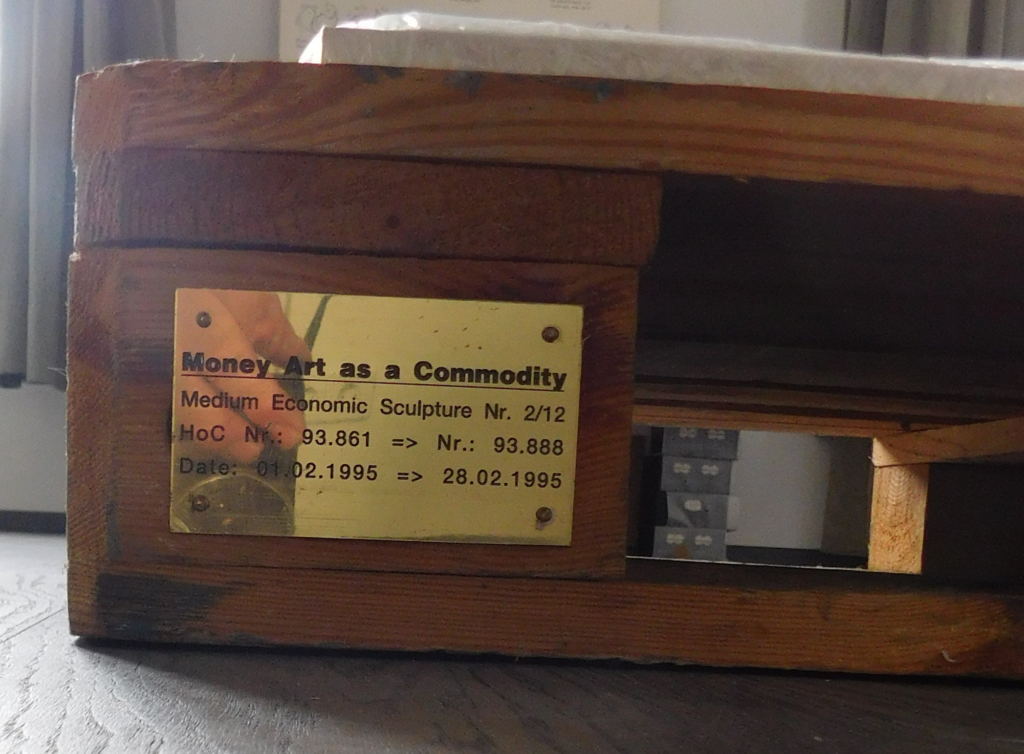 Money Art as a Commodity
Medium Economic Sculpture Nr. 2/12
HoC Nr.: 93.861 => Nr.: 93.888
Date: 01.02.1995 => 28.02.1995